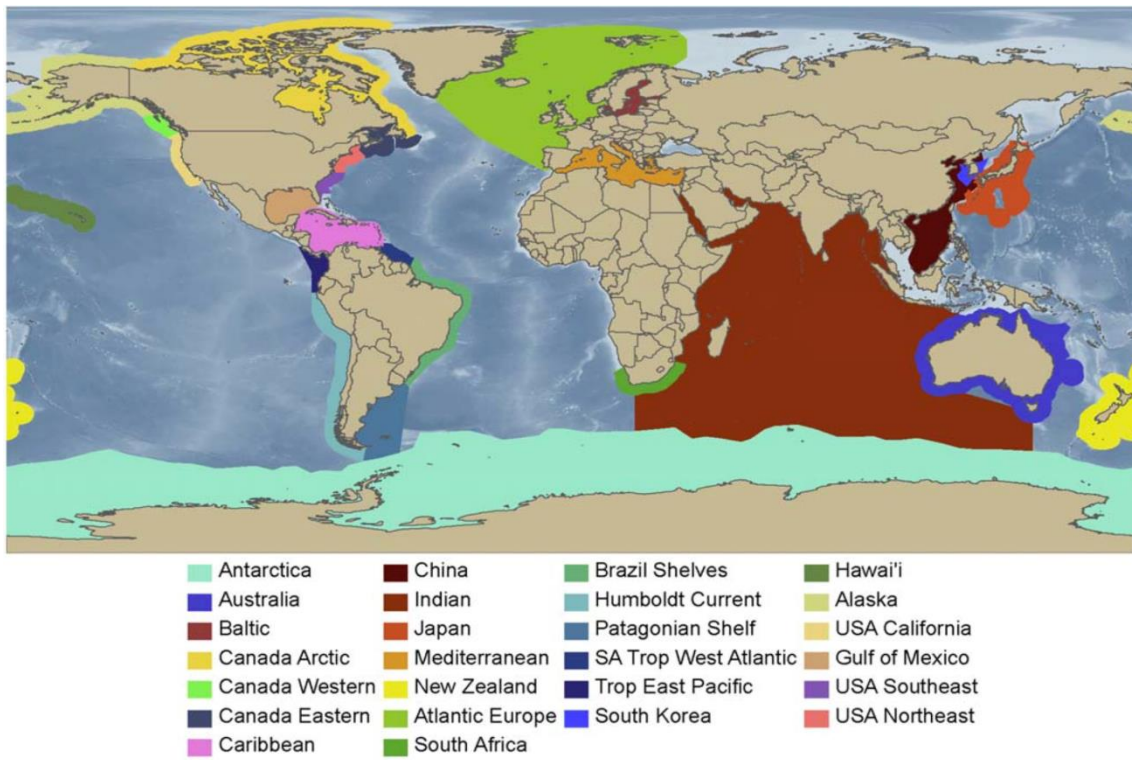 Antarctica
Australia
Baltic
Canada Arctic
Canada Western
Canada Eastern
Caribbean
China
Indian
Japan
Mediterranean
New Zealand
Atlantic Europe
South Africa
Brazil Shelves
Humboldt Current
Patagonian Shelf
SA Trop West Atlantic
Trop East Pacific
South Korea
Hawai'i
Alaska
USA California
Gulf of Mexico
USA Southeast
USA Northeast